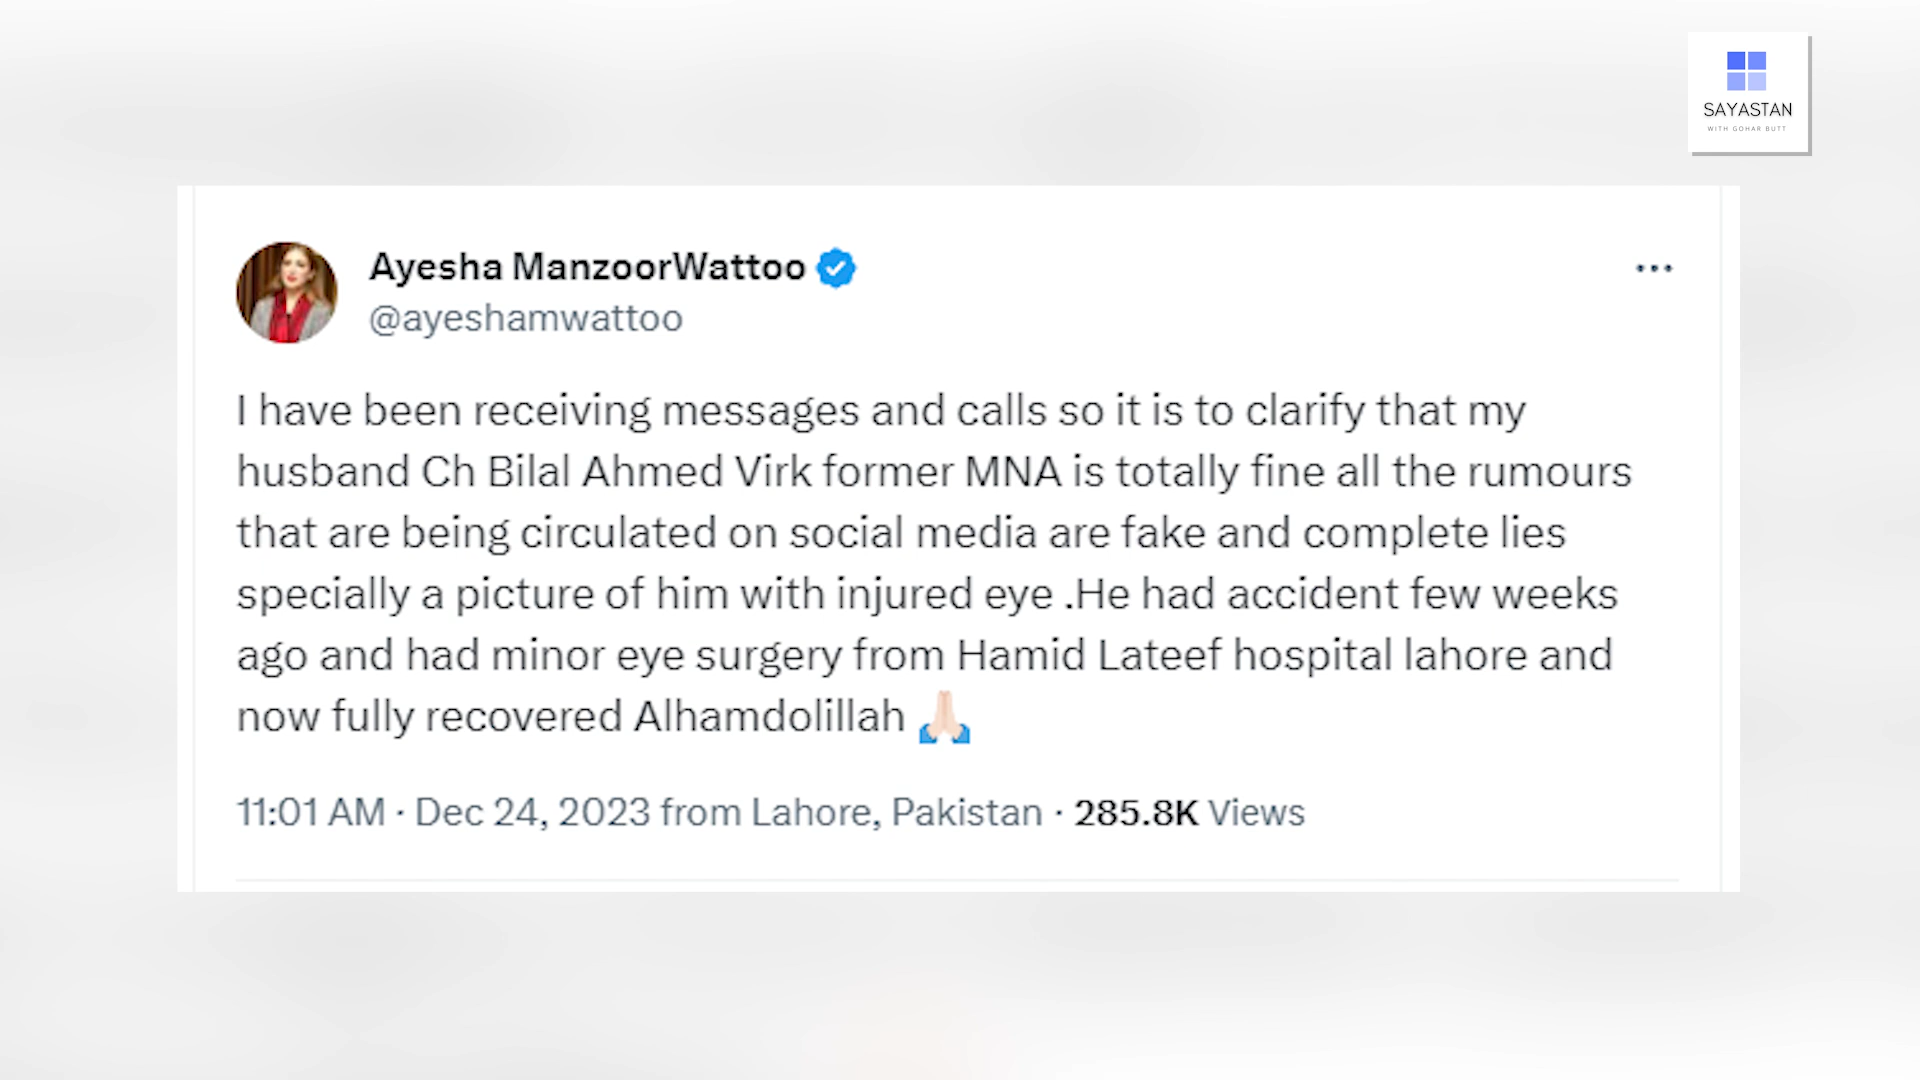 SAYASTAN
WITH GOHAR BUTT
Ayesha ManzoorWattoo
@ayeshamwattoo
I have been receiving messages and calls so it is to clarify that my
husband Ch Bilal Ahmed Virk former MNA is totally fine all the rumours
that are being circulated on social media are fake and complete lies
specially a picture of him with injured eye .He had accident few weeks
ago and had minor eye surgery from Hamid Lateef hospital lahore and
now fully recovered Alhamdolillah 🙏🏻
11:01 AM · Dec 24, 2023 from Lahore, Pakistan · 285.8K Views